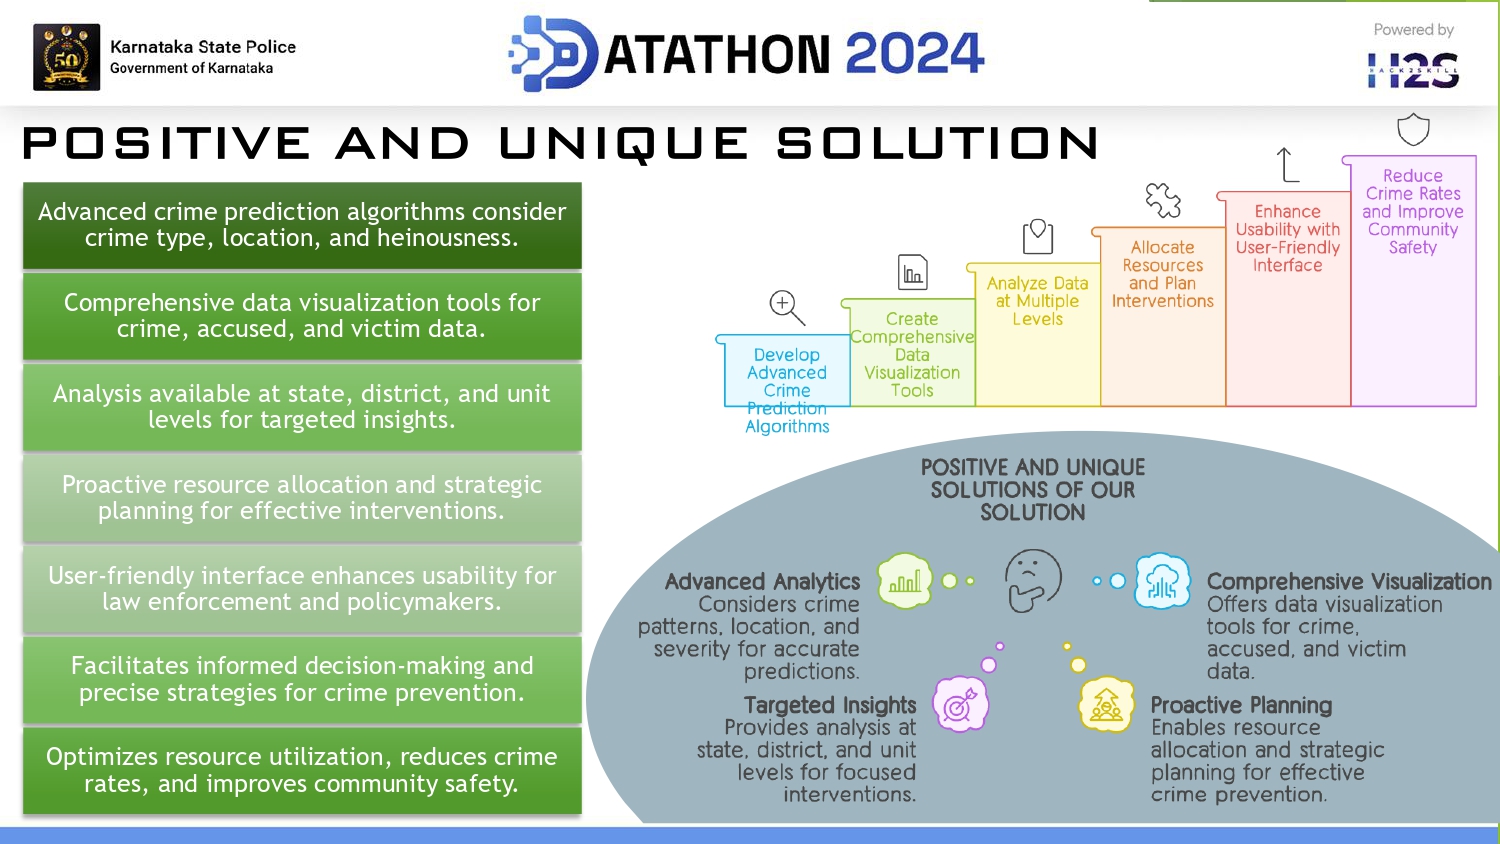 Karnataka State Police
Government of Karnataka
50
DATATHON 2024
Powered by
H2S
HACK2SKILL
POSITIVE AND UNIQUE SOLUTION
Advanced crime prediction algorithms consider
crime type, location, and heinousness.
Comprehensive data visualization tools for
crime, accused, and victim data.
Analysis available at state, district, and unit
levels for targeted insights.
Proactive resource allocation and strategic
planning for effective interventions.
User-friendly interface enhances usability for
law enforcement and policymakers.
Facilitates informed decision-making and
precise strategies for crime prevention.
Optimizes resource utilization, reduces crime
rates, and improves community safety.
Develop
Advanced
Crime
Prediction
Algorithms
Create
Comprehensive
Data
Visualization
Tools
Analyze Data
at Multiple
Levels
Allocate
Resources
and Plan
Interventions
Enhance
Usability with
User-Friendly
Interface
Reduce
Crime Rates
and Improve
Community
Safety
POSITIVE AND UNIQUE
SOLUTIONS OF OUR
SOLUTION
Advanced Analytics
Considers crime
patterns, location, and
severity for accurate
predictions.
Comprehensive Visualization
Offers data visualization
tools for crime,
accused, and victim
data.
Targeted Insights
Provides analysis at
state, district, and unit
levels for focused
interventions.
Proactive Planning
Enables resource
allocation and strategic
planning for effective
crime prevention.